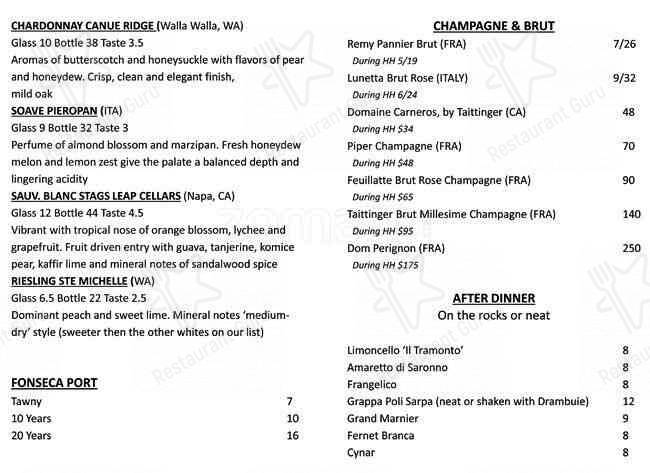 CHARDONNAY CANUE RIDGE (Walla Walla, WA)
Glass 10 Bottle 38 Taste 3.5
Aromas of butterscotch and honeysuckle with flavors of pear
and honeydew. Crisp, clean and elegant finish,
mild oak
SOAVE PIEROPAN (ITA)
Glass 9 Bottle 32 Taste 3
Perfume of almond blossom and marzipan. Fresh honeydew
melon and lemon zest give the palate a balanced depth and
lingering acidity
SAUV. BLANC STAGS LEAP CELLARS (Napa, CA)
Glass 12 Bottle 44 Taste 4.5
Vibrant with tropical nose of orange blossom, lychee and
grapefruit. Fruit driven entry with guava, tanjerine, komice
pear, kaffir lime and mineral notes of sandalwood spice
RIESLING STE MICHELLE (WA)
Glass 6.5 Bottle 22 Taste 2.5
Dominant peach and sweet lime. Mineral notes 'medium-
dry' style (sweeter then the other whites on our list)
FONSECA PORT
Tawny 7
10 Years 10
20 Years 16
CHAMPAGNE & BRUT
Remy Pannier Brut (FRA) 7/26
During HH 5/19
Lunetta Brut Rose (ITALY) 9/32
During HH 6/24
Domaine Carneros, by Taittinger (CA) 48
During HH $34
Piper Champagne (FRA) 70
During HH $48
Feuillatte Brut Rose Champagne (FRA) 90
During HH $65
Taittinger Brut Millesime Champagne (FRA) 140
During HH $95
Dom Perignon (FRA) 250
During HH $175
AFTER DINNER
On the rocks or neat
Limoncello 'Il Tramonto' 8
Amaretto di Saronno 8
Frangelico 8
Grappa Poli Sarpa (neat or shaken with Drambuie) 12
Grand Marnier 9
Fernet Branca 8
Cynar 8
Restaurant Guru
Restaurant Guru
Restaurant Guru
Restaurant Guru
zomato